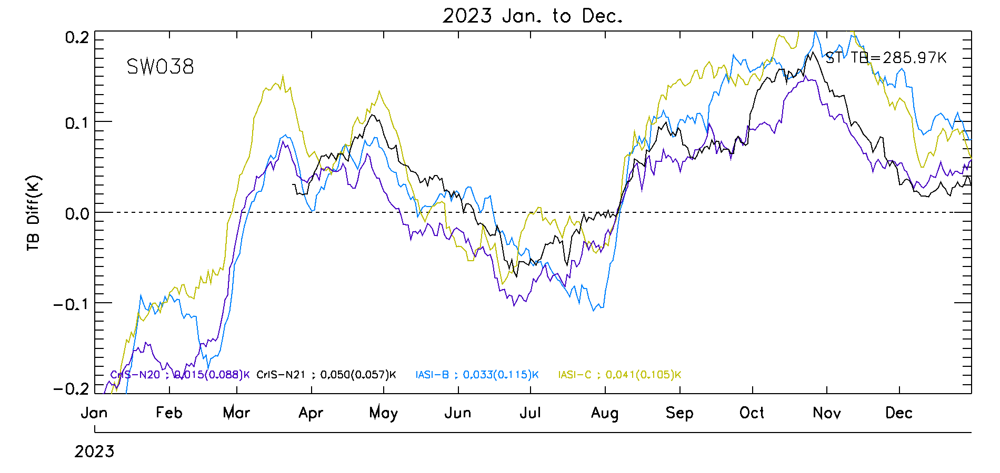 2023 Jan. to Dec.
SW038
ST TB=285.97K
TB Diff(K)
0.2
0.1
0.0
-0.1
-0.2
CrIS-N20 : 0.015(0.088)K CrIS-N21 : 0.050(0.057)K IASI-B : 0.033(0.115)K IASI-C : 0.041(0.105)K
Jan Feb Mar Apr May Jun Jul Aug Sep Oct Nov Dec
2023